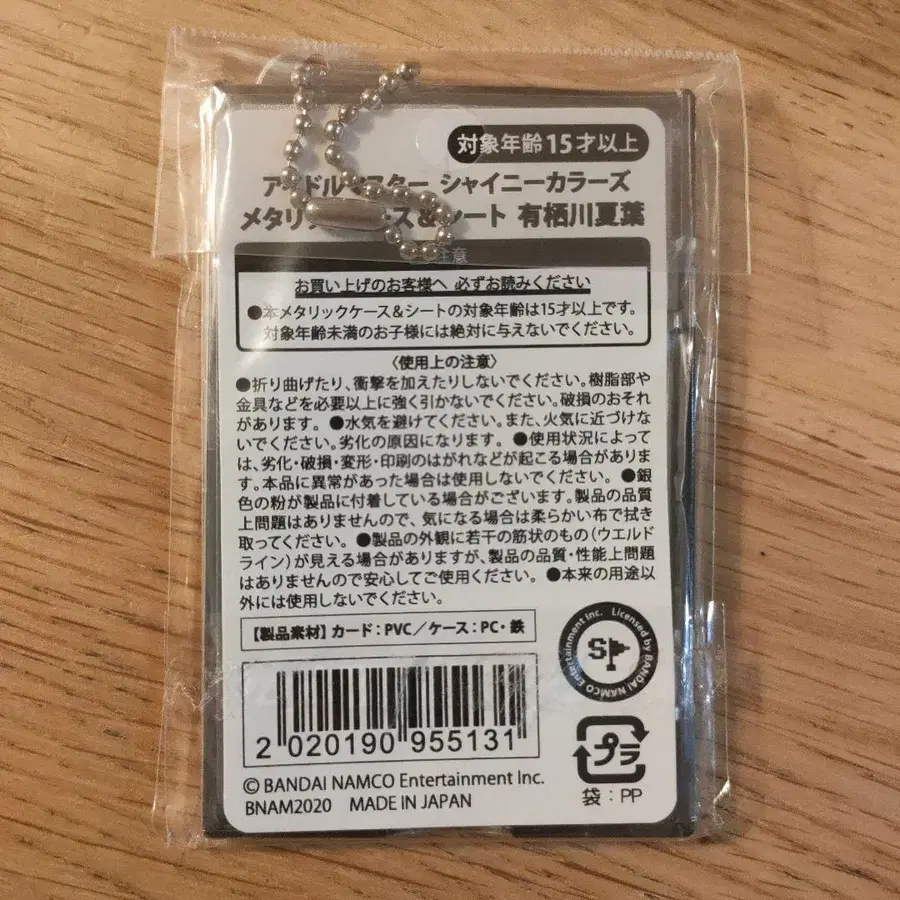 対象年齢15才以上
アイドルマスター シャイニーカラーズ
メタリックケース&シート 有栖川夏葉
注意
お買い上げのお客様へ 必ずお読みください
●本メタリックケース&シートの対象年齢は15才以上です。
対象年齢未満のお子様には絶対に与えないでください。
〈使用上の注意〉
●折り曲げたり、衝撃を加えたりしないでください。樹脂部や
金具などを必要以上に強く引かないでください。破損のおそれ
があります。 ●水気を避けてください。また、火気に近づけな
いでください。劣化の原因になります。 ●使用状況によって
は、劣化・破損・変形・印刷のはがれなどが起こる場合がありま
す。本品に異常があった場合は使用しないでください。 ●銀
色の粉が製品に付着している場合がございます。製品の品質
上問題はありませんので、気になる場合は柔らかい布で拭き
取ってください。 ●製品の外観に若干の筋状のもの(ウエルド
ライン)が見える場合がありますが、製品の品質・性能上問題
はありませんので安心してご使用ください。 ●本来の用途以
外には使用しないでください。
【製品素材】カード:PVC/ケース:PC・鉄
Licensed by BANDAI NAMCO Entertainment Inc.
SP
2 020190 955131
プラ
袋:PP
© BANDAI NAMCO Entertainment Inc.
BNAM2020 MADE IN JAPAN